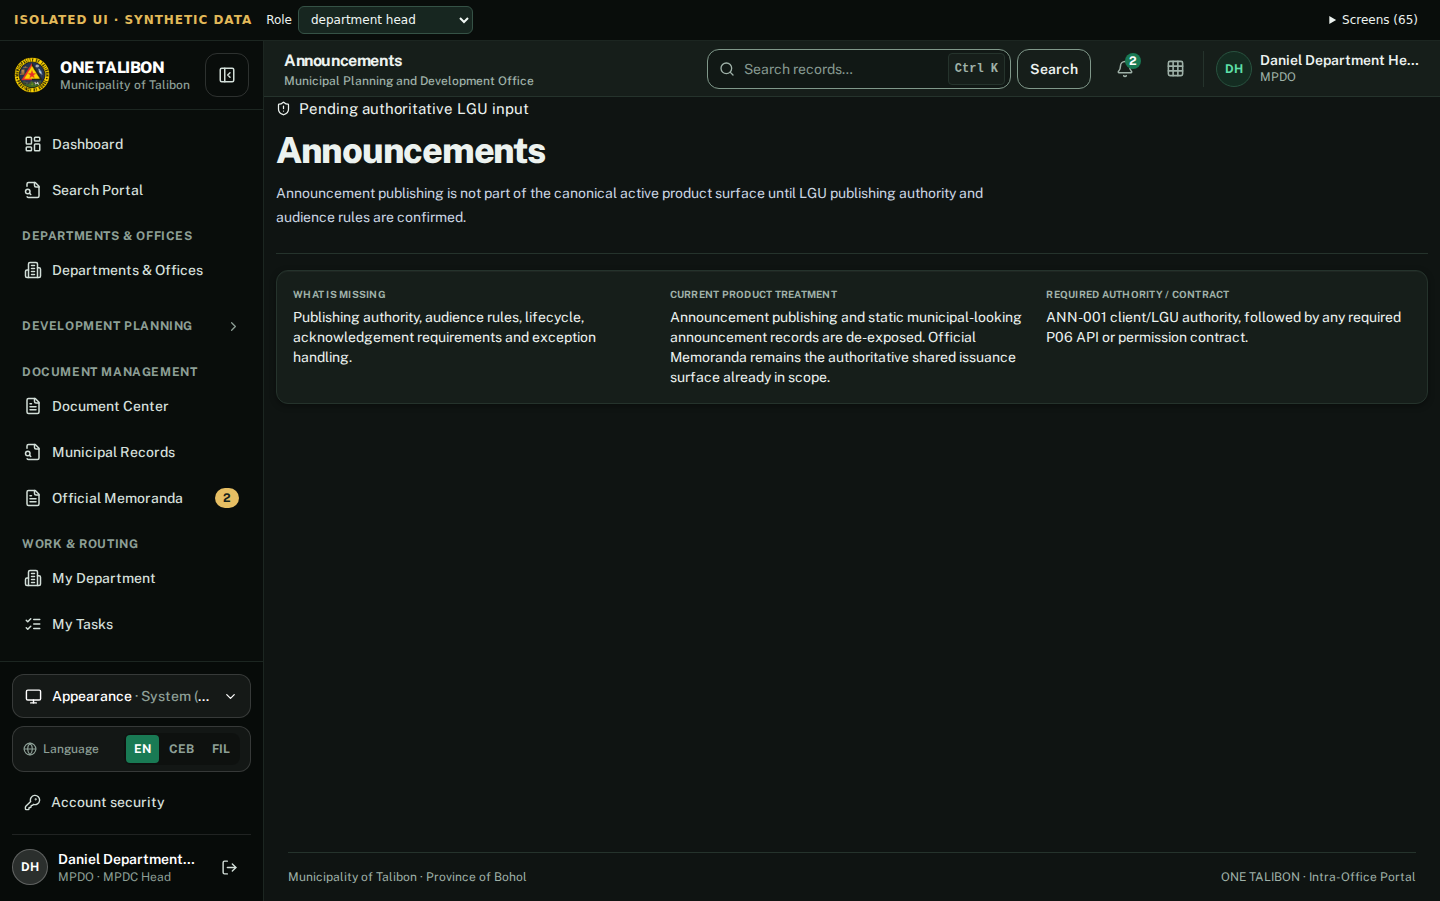 ISOLATED UI · SYNTHETIC DATA Role department head Screens (65)
ONE TALIBON
Municipality of Talibon
Announcements
Municipal Planning and Development Office
Search records... Ctrl K Search
2
DH Daniel Department He...
MPDO
Dashboard
Search Portal
DEPARTMENTS & OFFICES
Departments & Offices
DEVELOPMENT PLANNING
DOCUMENT MANAGEMENT
Document Center
Municipal Records
Official Memoranda 2
WORK & ROUTING
My Department
My Tasks
Appearance · System (...
Language EN CEB FIL
Account security
DH Daniel Department...
MPDO · MPDC Head
Pending authoritative LGU input
Announcements
Announcement publishing is not part of the canonical active product surface until LGU publishing authority and
audience rules are confirmed.
WHAT IS MISSING
Publishing authority, audience rules, lifecycle,
acknowledgement requirements and exception
handling.
CURRENT PRODUCT TREATMENT
Announcement publishing and static municipal-looking
announcement records are de-exposed. Official
Memoranda remains the authoritative shared issuance
surface already in scope.
REQUIRED AUTHORITY / CONTRACT
ANN-001 client/LGU authority, followed by any required
P06 API or permission contract.
Municipality of Talibon · Province of Bohol
ONE TALIBON · Intra-Office Portal